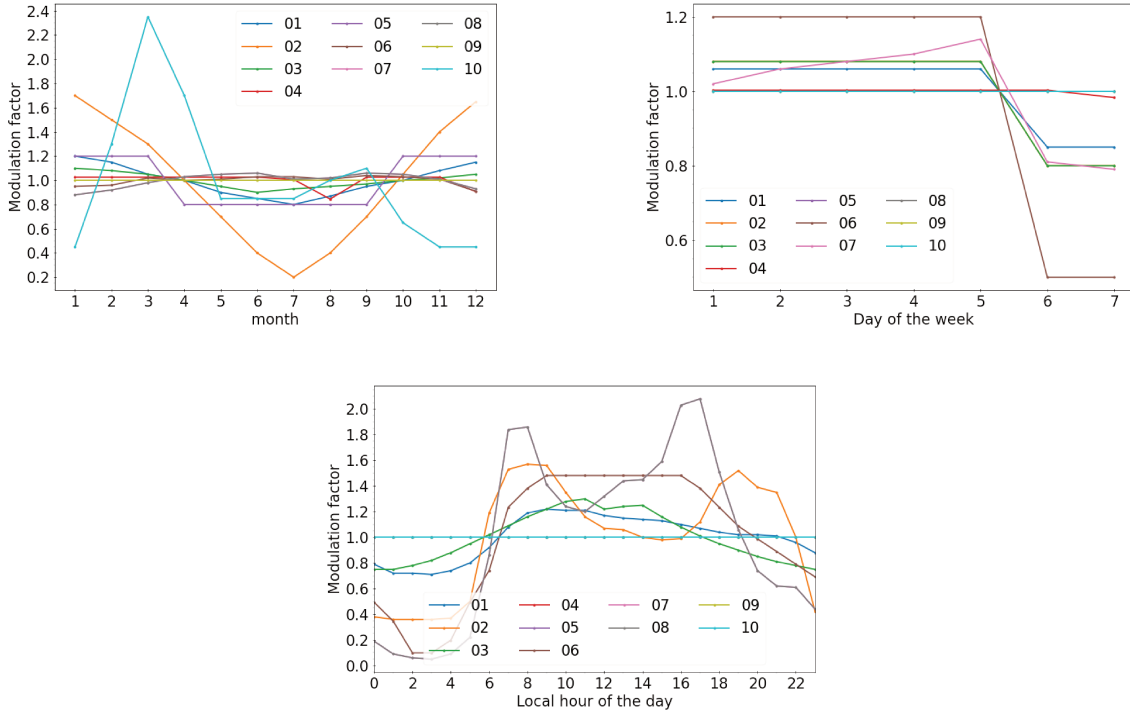 2.4
2.2
2.0
1.8
1.6
1.4
1.2
1.0
0.8
0.6
0.4
0.2
Modulation factor
01 05 08
02 06 09
03 07 10
04
1 2 3 4 5 6 7 8 9 10 11 12
month
1.2
1.0
0.8
0.6
Modulation factor
01 05 08
02 06 09
03 07 10
04
1 2 3 4 5 6 7
Day of the week
2.0
1.8
1.6
1.4
1.2
1.0
0.8
0.6
0.4
0.2
0.0
Modulation factor
01 04 07 09
02 05 08 10
03 06
0 2 4 6 8 10 12 14 16 18 20 22
Local hour of the day